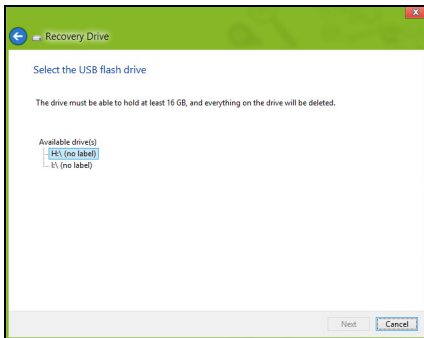 Recovery Drive
Select the USB flash drive
The drive must be able to hold at least 16 GB, and everything on the drive will be deleted.
Available drive(s)
H:\ (no label)
I:\ (no label)
Next Cancel